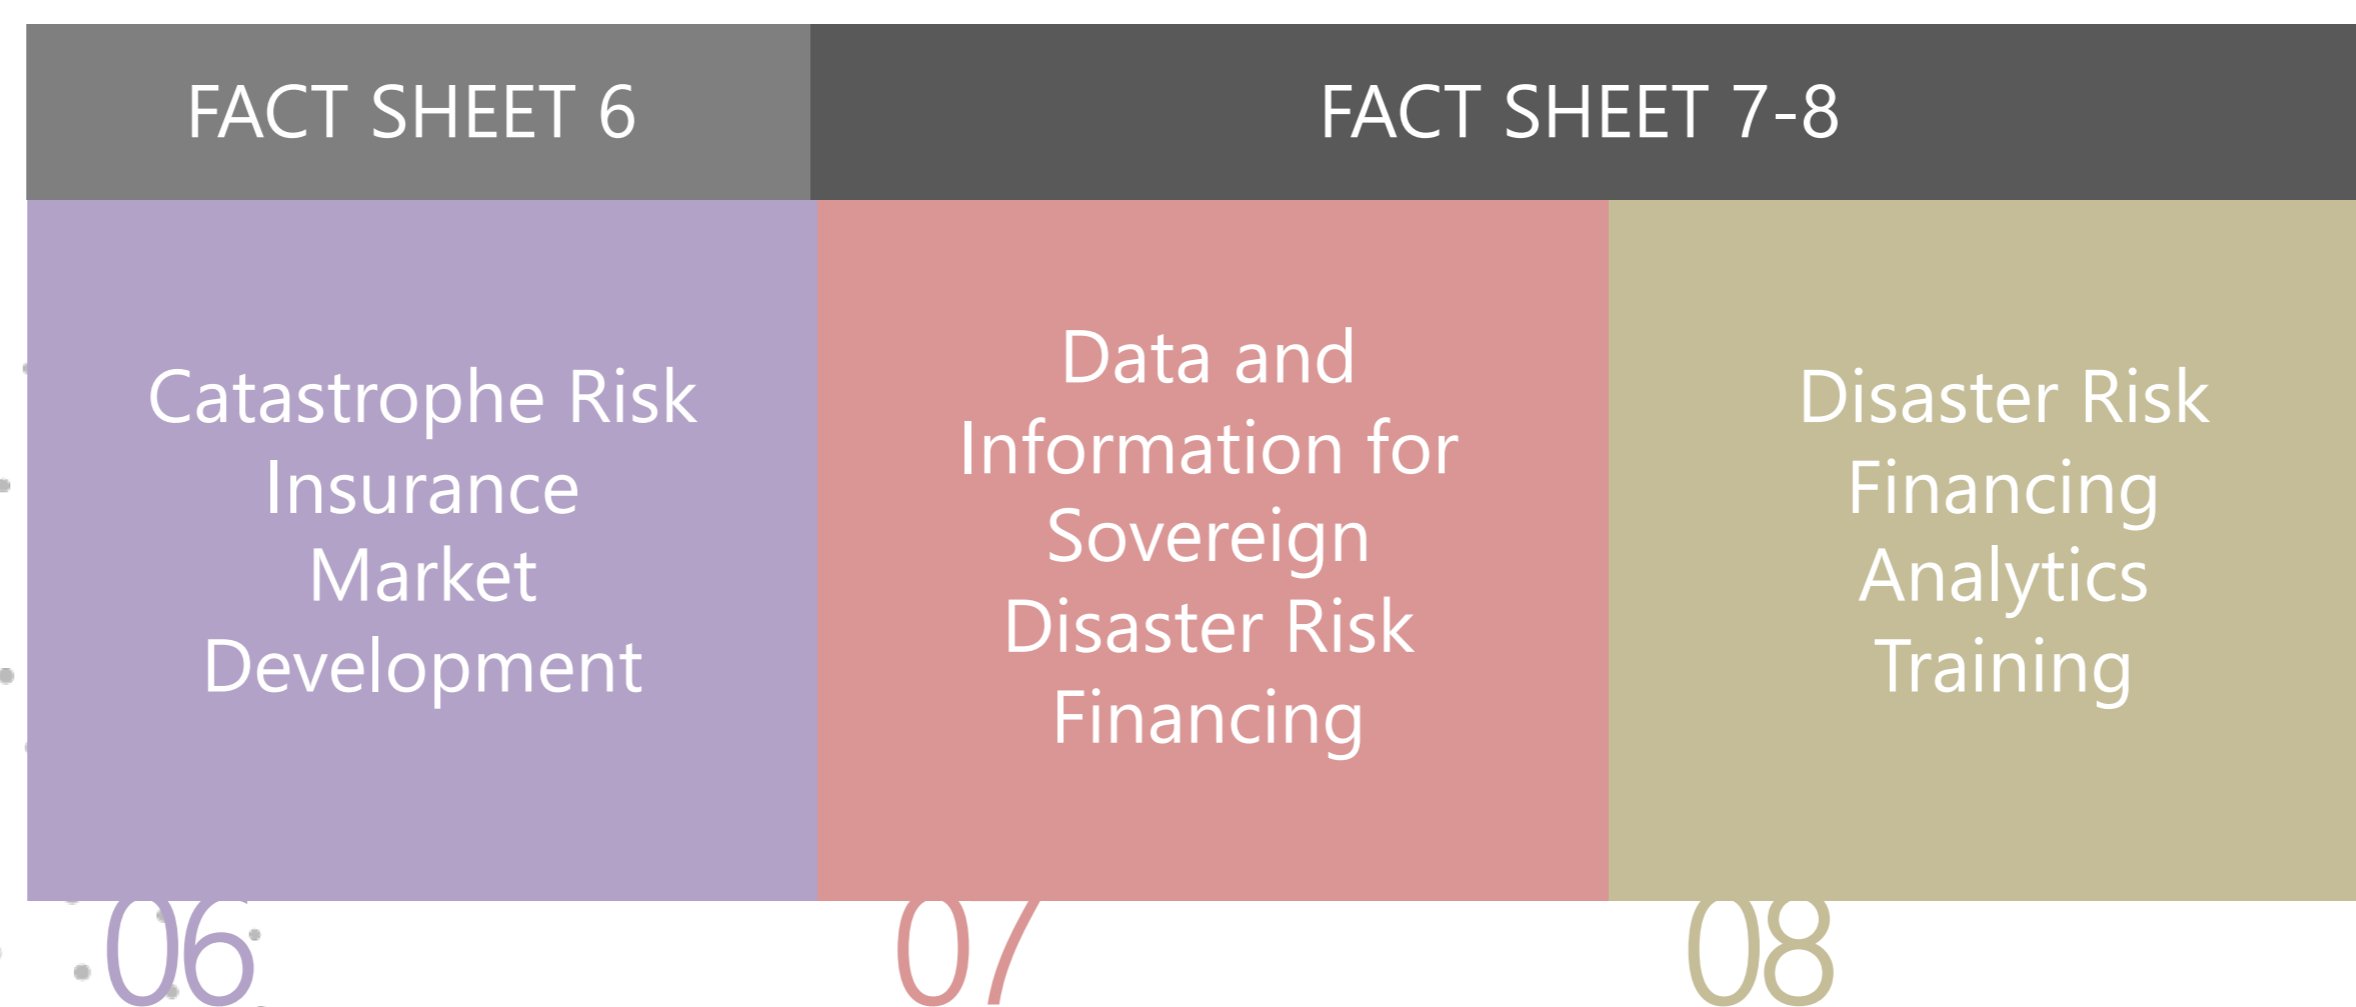 FACT SHEET 6
FACT SHEET 7-8
Catastrophe Risk
Insurance
Market
Development
Data and
Information for
Sovereign
Disaster Risk
Financing
Disaster Risk
Financing
Analytics
Training
06
07
08